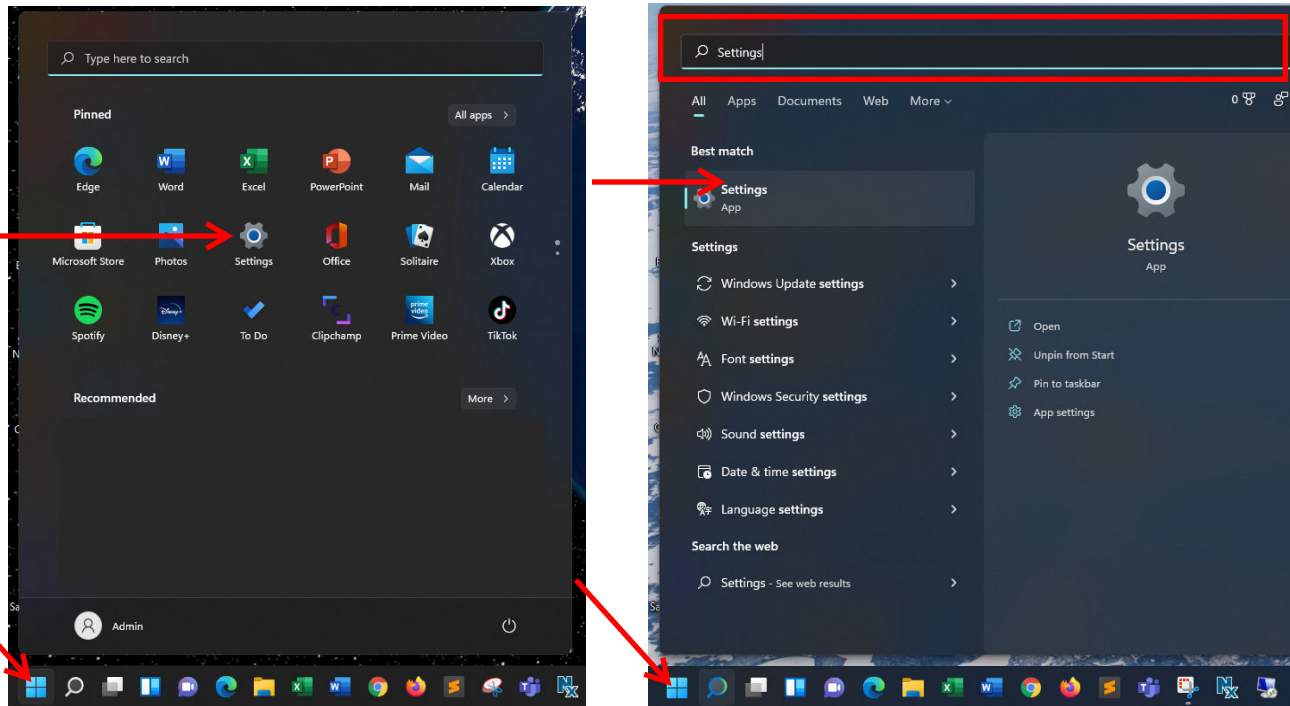 Type here to search
Pinned
All apps >
Edge
Word
Excel
PowerPoint
Mail
Calendar
Microsoft Store
Photos
Settings
Office
Solitaire
Xbox
Spotify
Disney+
To Do
Clipchamp
Prime Video
TikTok
Recommended
More >
Admin
Settings
All Apps Documents Web More
0
Best match
Settings
App
Settings
Windows Update settings
Wi-Fi settings
Font settings
Windows Security settings
Sound settings
Date & time settings
Language settings
Search the web
Settings - See web results
Settings
App
Open
Unpin from Start
Pin to taskbar
App settings